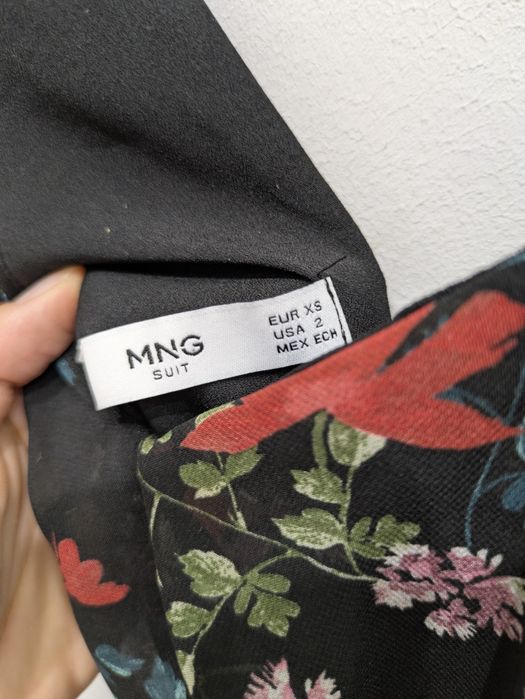 MNG
SUIT
EUR XS
USA 2
MEX ECH